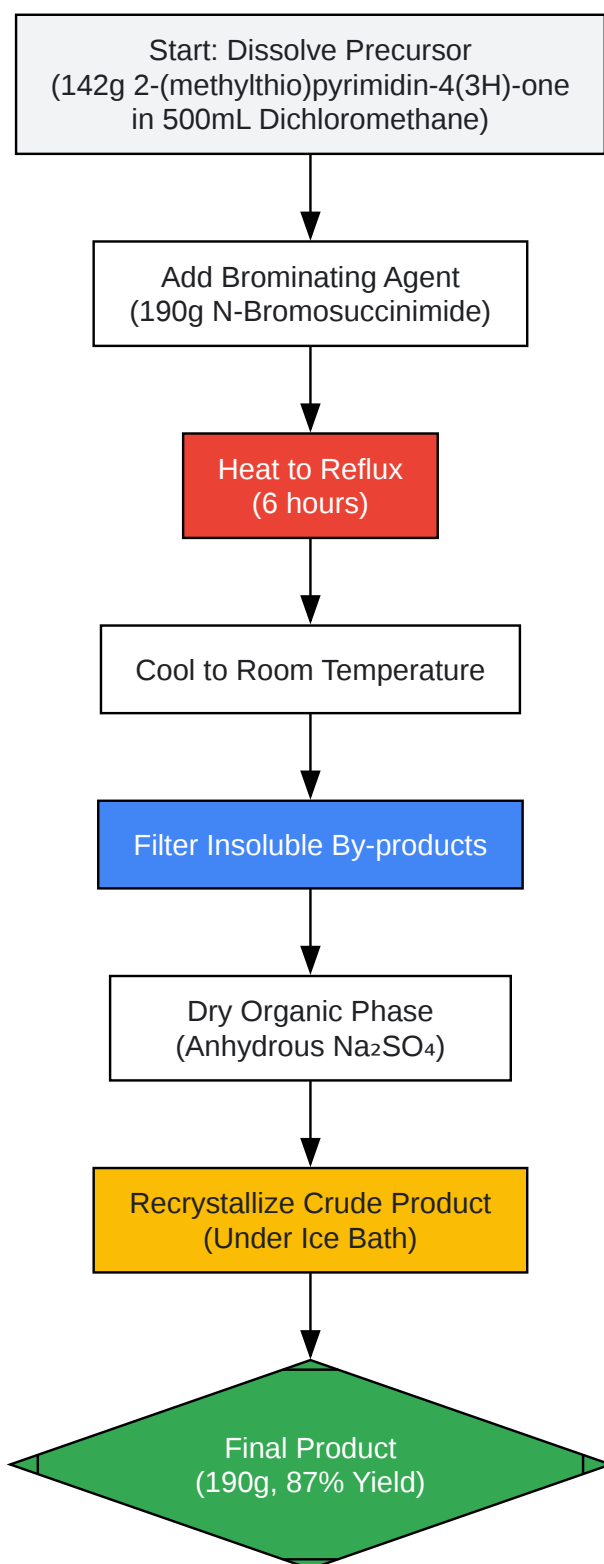 Start: Dissolve Precursor
(142g 2-(methylthio)pyrimidin-4(3H)-one
in 500mL Dichloromethane)
Add Brominating Agent
(190g N-Bromosuccinimide)
Heat to Reflux
(6 hours)
Cool to Room Temperature
Filter Insoluble By-products
Dry Organic Phase
(Anhydrous Na₂SO₄)
Recrystallize Crude Product
(Under Ice Bath)
Final Product
(190g, 87% Yield)